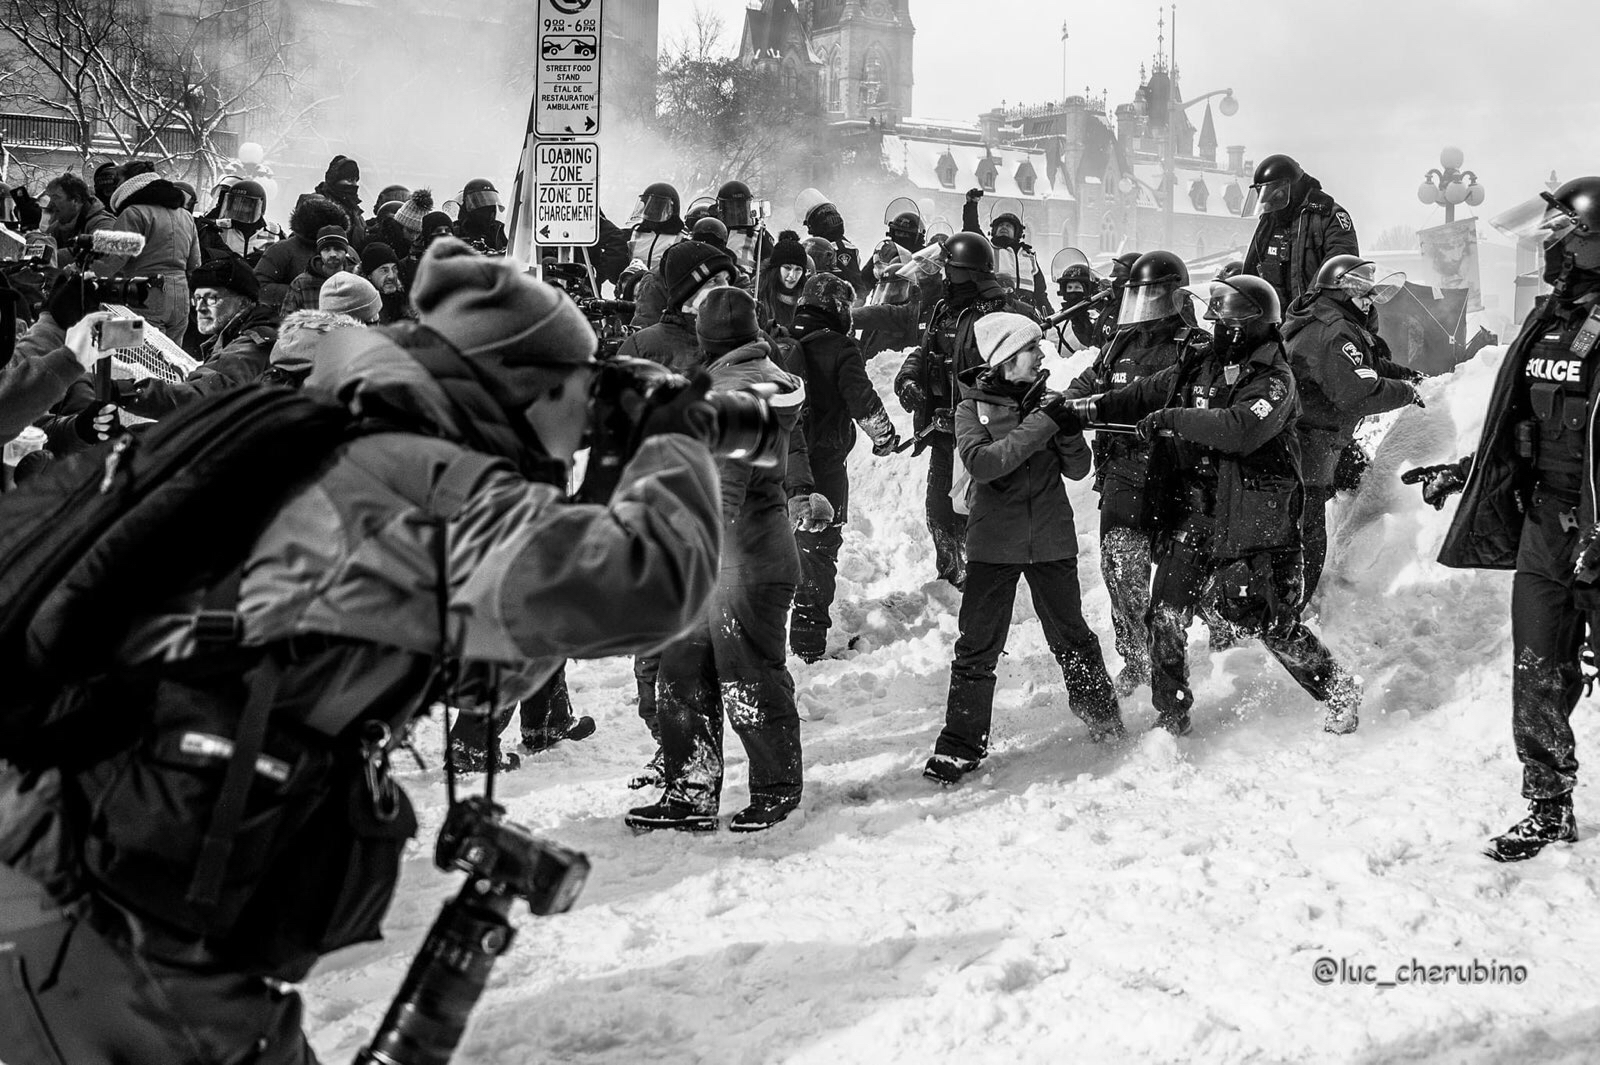 9 00 AM - 6 00 PM
STREET FOOD
STAND
ÉTAL DE
RESTAURATION
AMBULANTE
LOADING
ZONE
ZONE DE
CHARGEMENT
POLICE
POLICE
@luc_cherubino